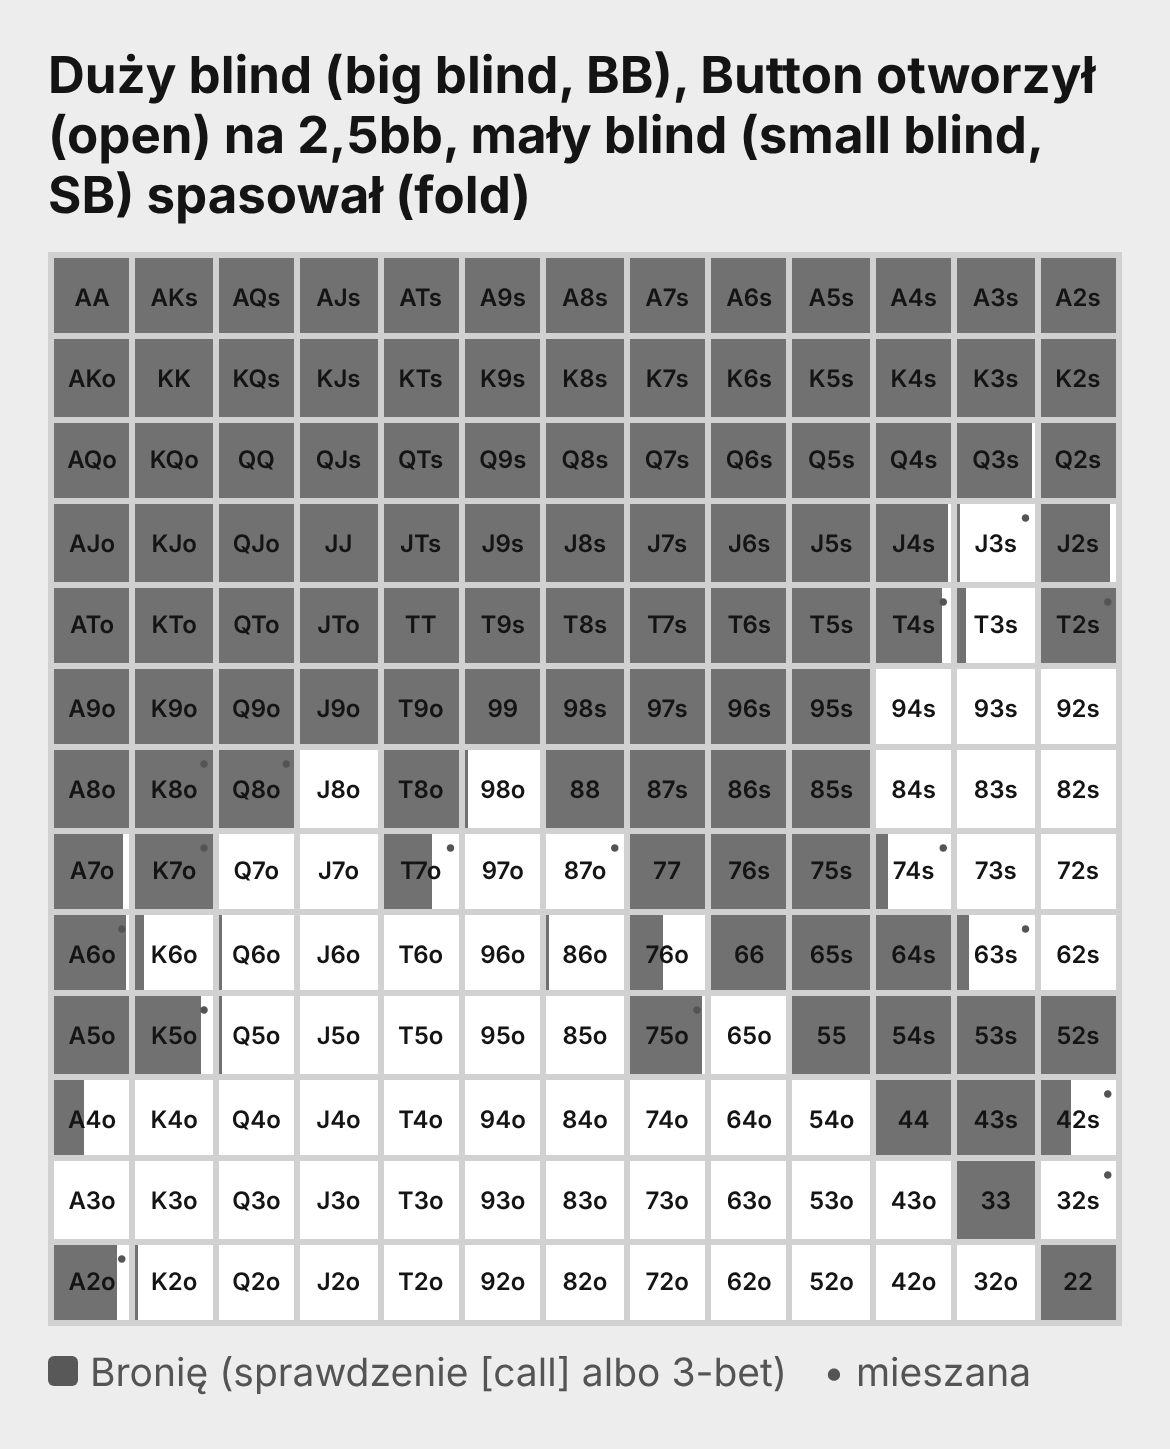 Duży blind (big blind, BB), Button otworzył
(open) na 2,5bb, mały blind (small blind,
SB) spasował (fold)
AA AKs AQs AJs ATs A9s A8s A7s A6s A5s A4s A3s A2s
AKo KK KQs KJs KTs K9s K8s K7s K6s K5s K4s K3s K2s
AQo KQo QQ QJs QTs Q9s Q8s Q7s Q6s Q5s Q4s Q3s Q2s
AJo KJo QJo JJ JTs J9s J8s J7s J6s J5s J4s J3s J2s
ATo KTo QTo JTo TT T9s T8s T7s T6s T5s T4s T3s T2s
A9o K9o Q9o J9o T9o 99 98s 97s 96s 95s 94s 93s 92s
A8o K8o Q8o J8o T8o 98o 88 87s 86s 85s 84s 83s 82s
A7o K7o Q7o J7o T7o 97o 87o 77 76s 75s 74s 73s 72s
A6o K6o Q6o J6o T6o 96o 86o 76o 66 65s 64s 63s 62s
A5o K5o Q5o J5o T5o 95o 85o 75o 65o 55 54s 53s 52s
A4o K4o Q4o J4o T4o 94o 84o 74o 64o 54o 44 43s 42s
A3o K3o Q3o J3o T3o 93o 83o 73o 63o 53o 43o 33 32s
A2o K2o Q2o J2o T2o 92o 82o 72o 62o 52o 42o 32o 22
Bronię (sprawdzenie [call] albo 3-bet) • mieszana